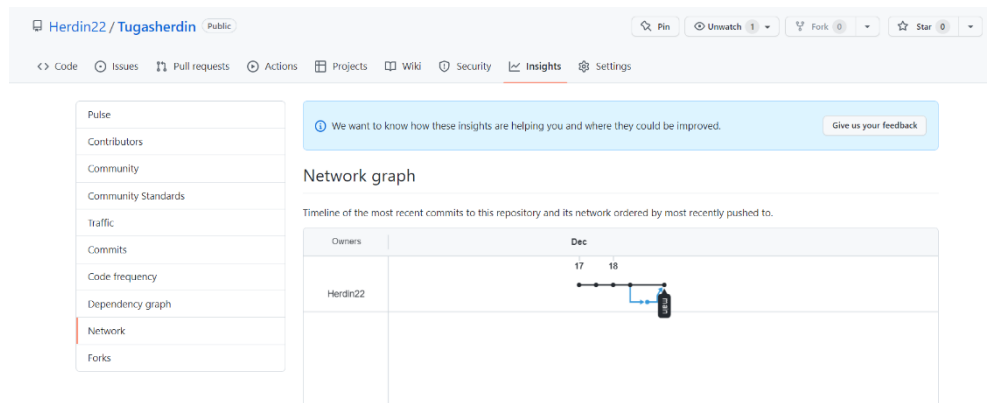 Herdin22 / Tugasherdin Public
Pin Unwatch 1 Fork 0 Star 0
<> Code Issues Pull requests Actions Projects Wiki Security Insights Settings
Pulse
Contributors
Community
Community Standards
Traffic
Commits
Code frequency
Dependency graph
Network
Forks
We want to know how these insights are helping you and where they could be improved. Give us your feedback
Network graph
Timeline of the most recent commits to this repository and its network ordered by most recently pushed to.
Owners Dec
17 18
Herdin22
main